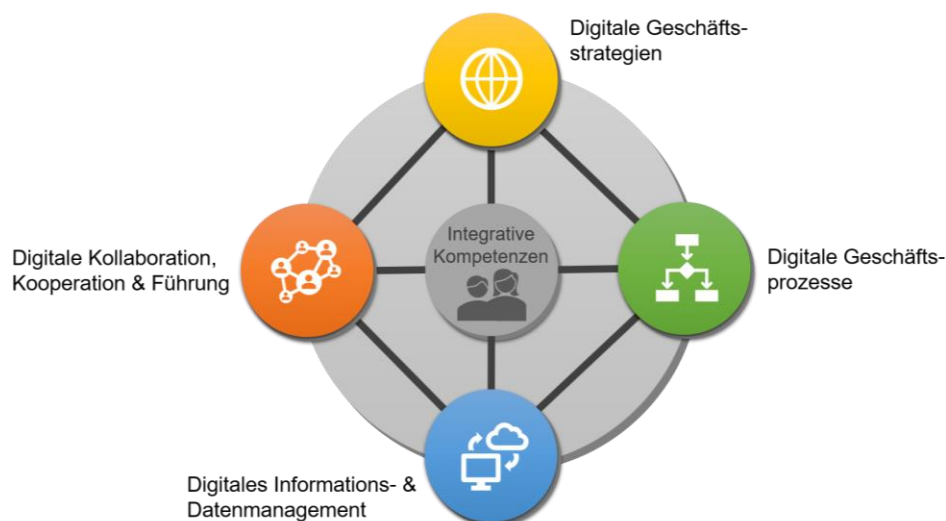 Digitale Geschäfts-
strategien
Integrative
Kompetenzen
Digitale Kollaboration,
Kooperation & Führung
Digitale Geschäfts-
prozesse
Digitales Informations- &
Datenmanagement